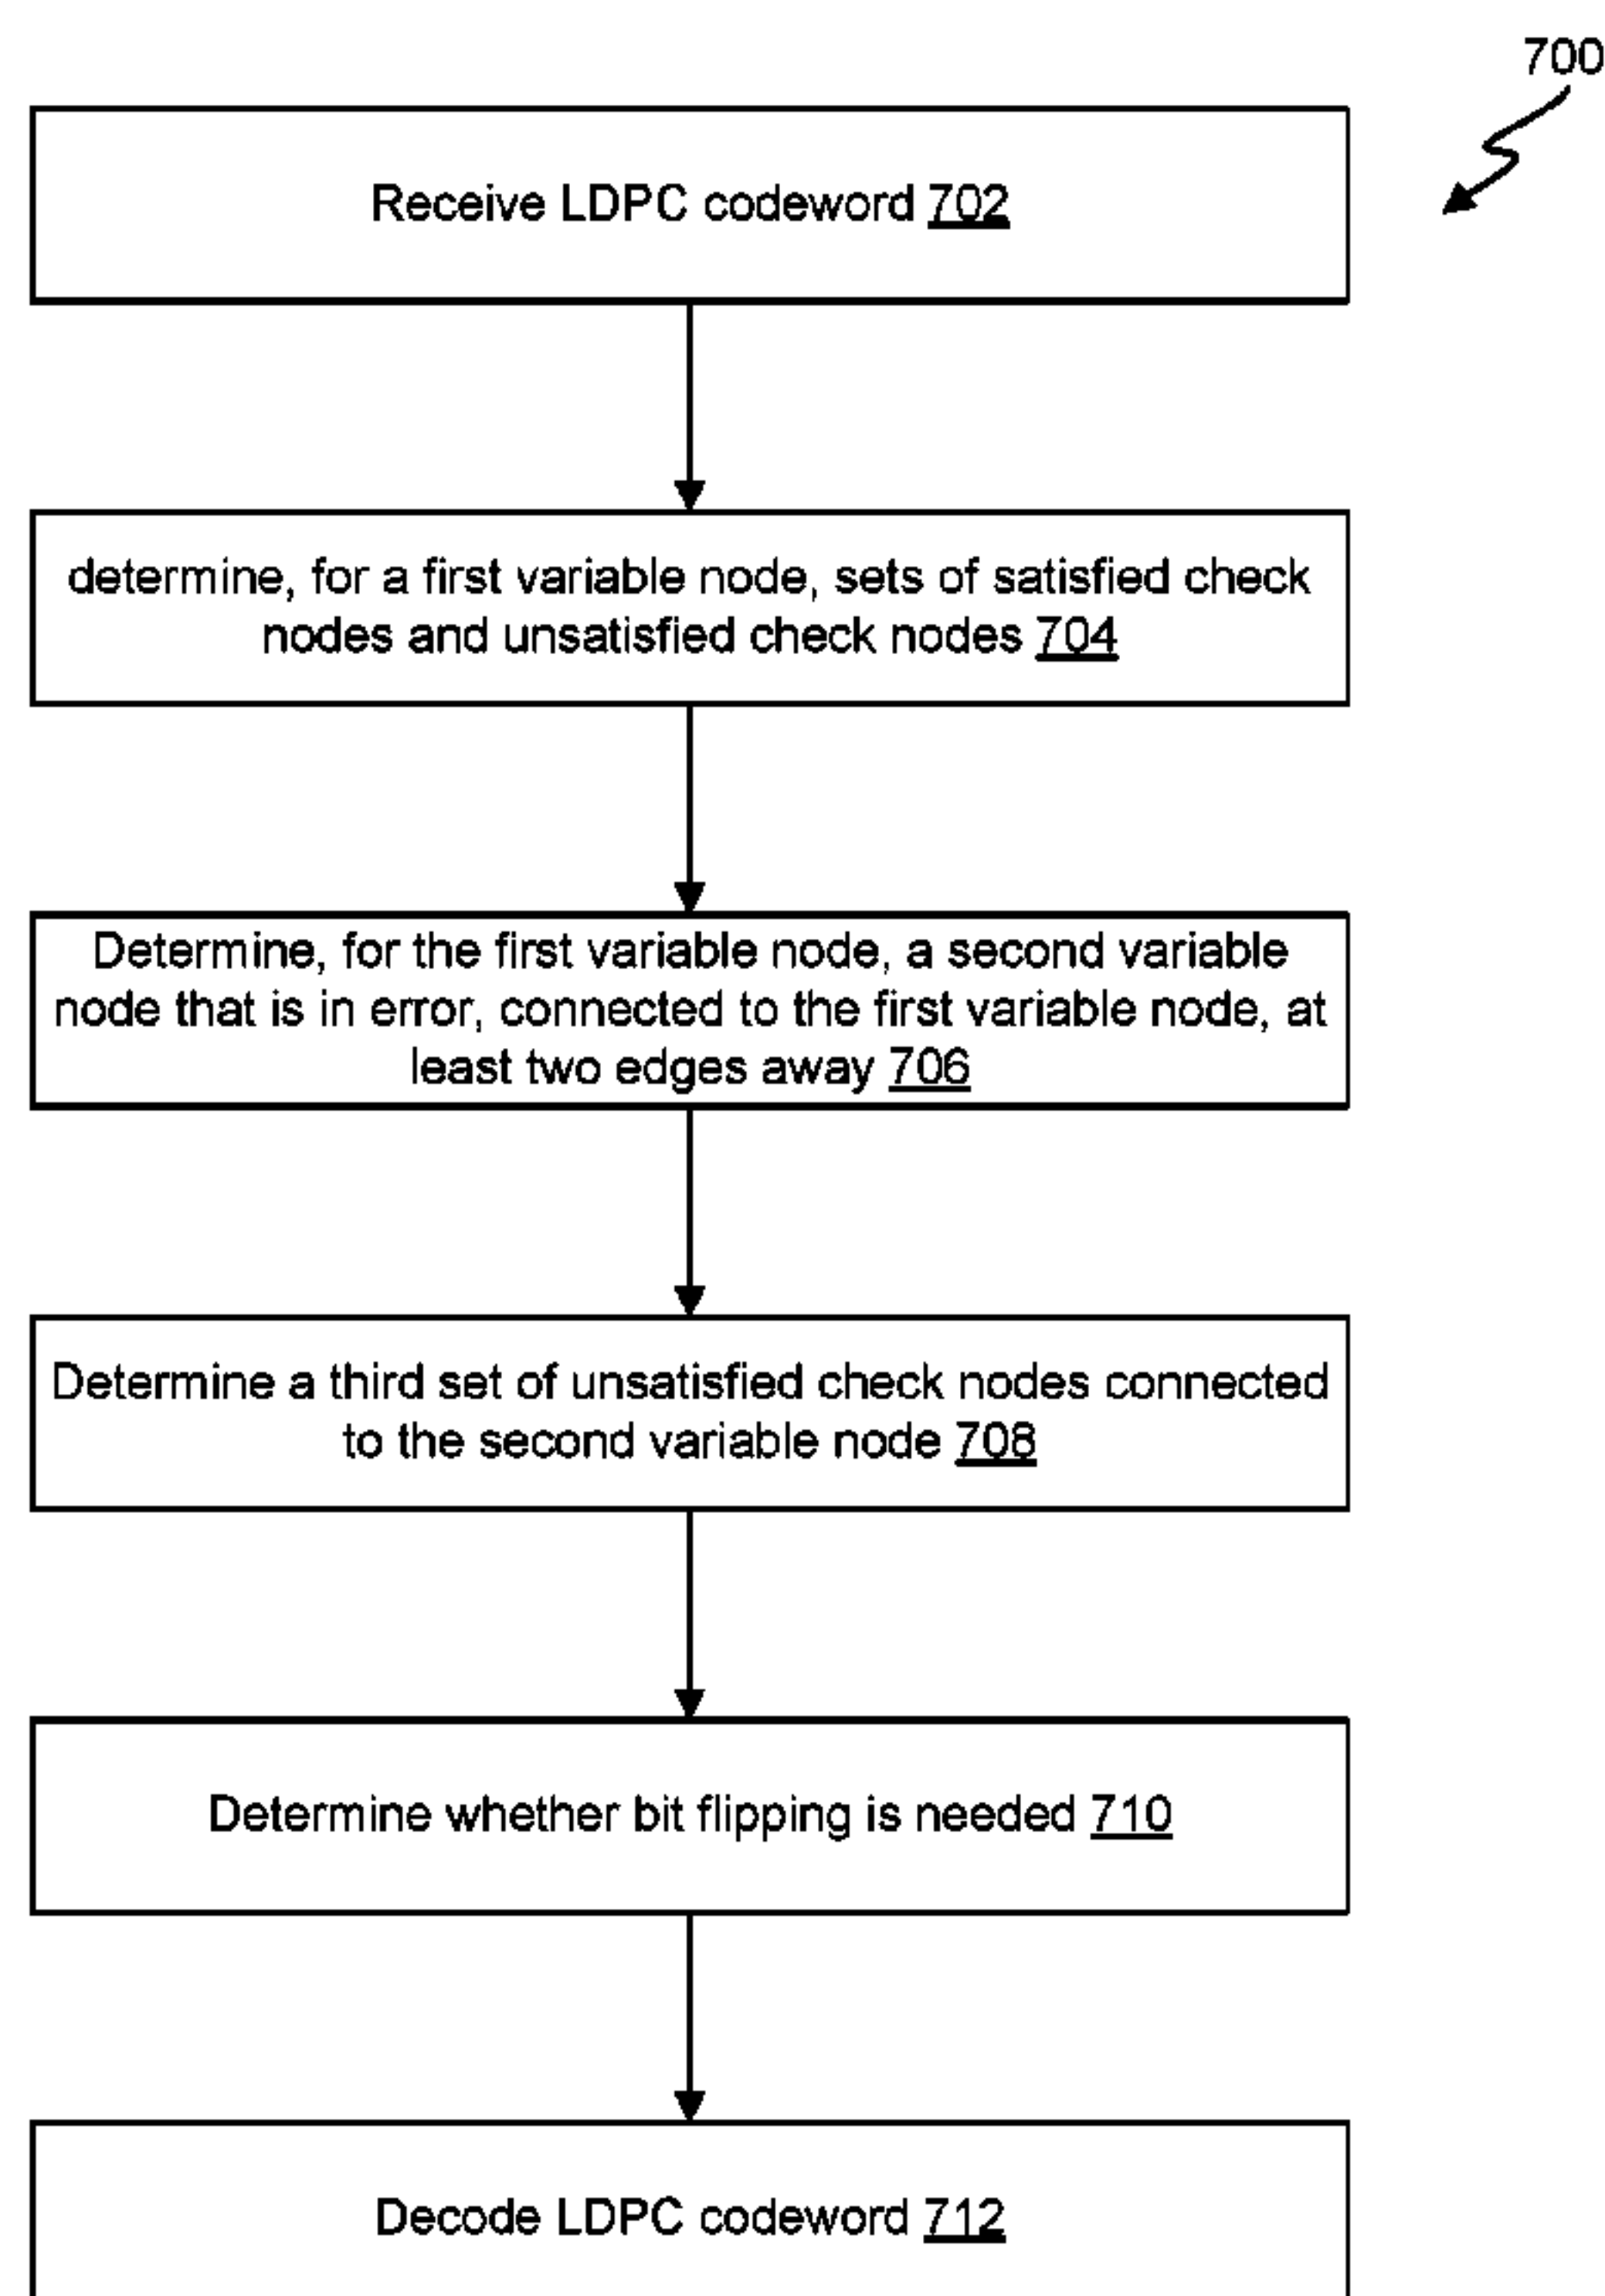 700
Receive LDPC codeword 702
determine, for a first variable node, sets of satisfied check
nodes and unsatisfied check nodes 704
Determine, for the first variable node, a second variable
node that is in error, connected to the first variable node, at
least two edges away 706
Determine a third set of unsatisfied check nodes connected
to the second variable node 708
Determine whether bit flipping is needed 710
Decode LDPC codeword 712